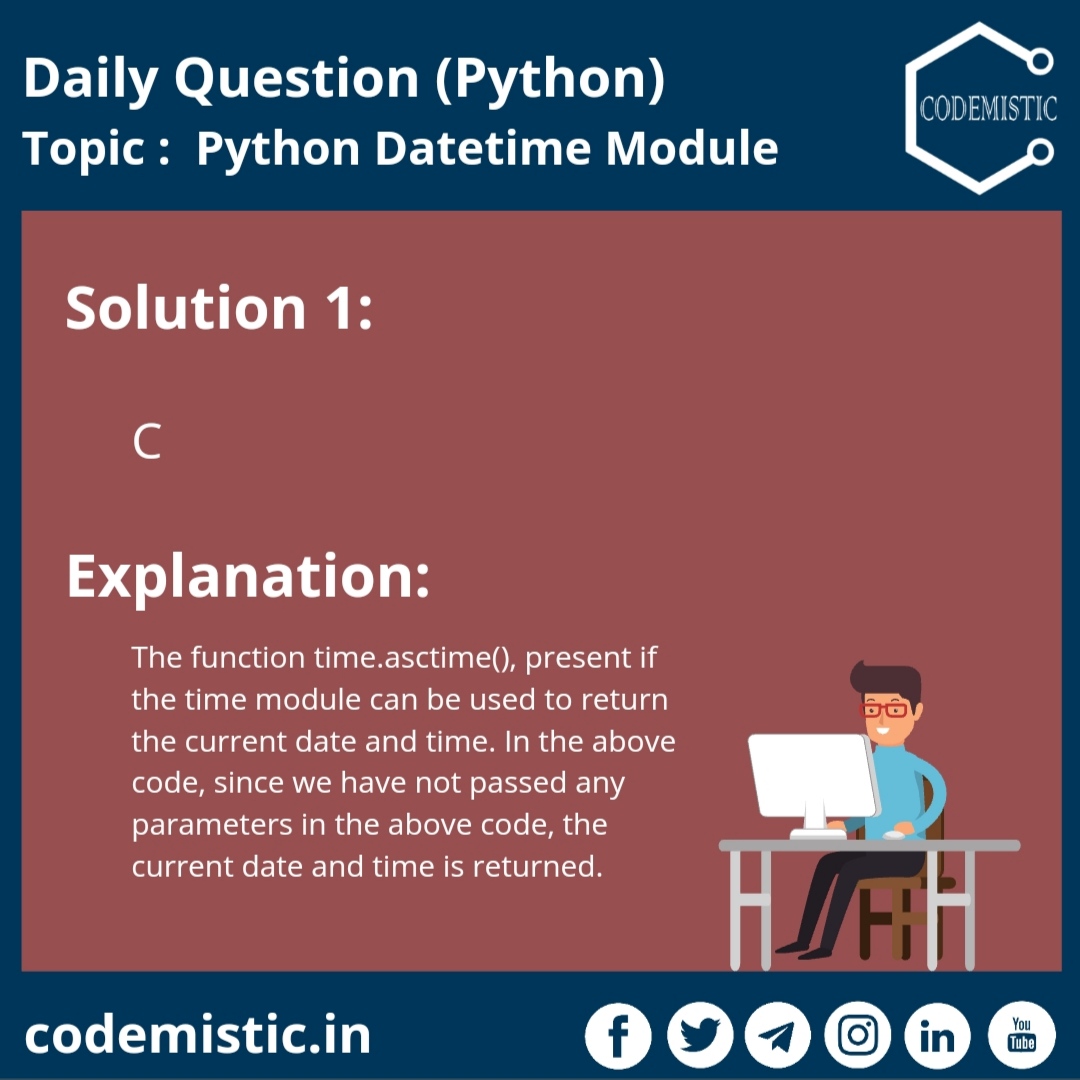 Daily Question (Python)
Topic :  Python Datetime Module
CODEMISTIC
Solution 1:
C
Explanation:
The function time.asctime(), present if
the time module can be used to return
the current date and time. In the above
code, since we have not passed any
parameters in the above code, the
current date and time is returned.
codemistic.in
You
Tube